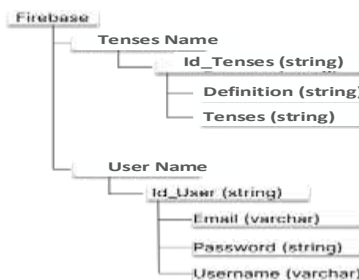 Firebase
Tenses Name
Id_Tenses (string)
Definition (string)
Tenses (string)
User Name
Id_User (string)
Email (varchar)
Password (string)
Username (varchar)